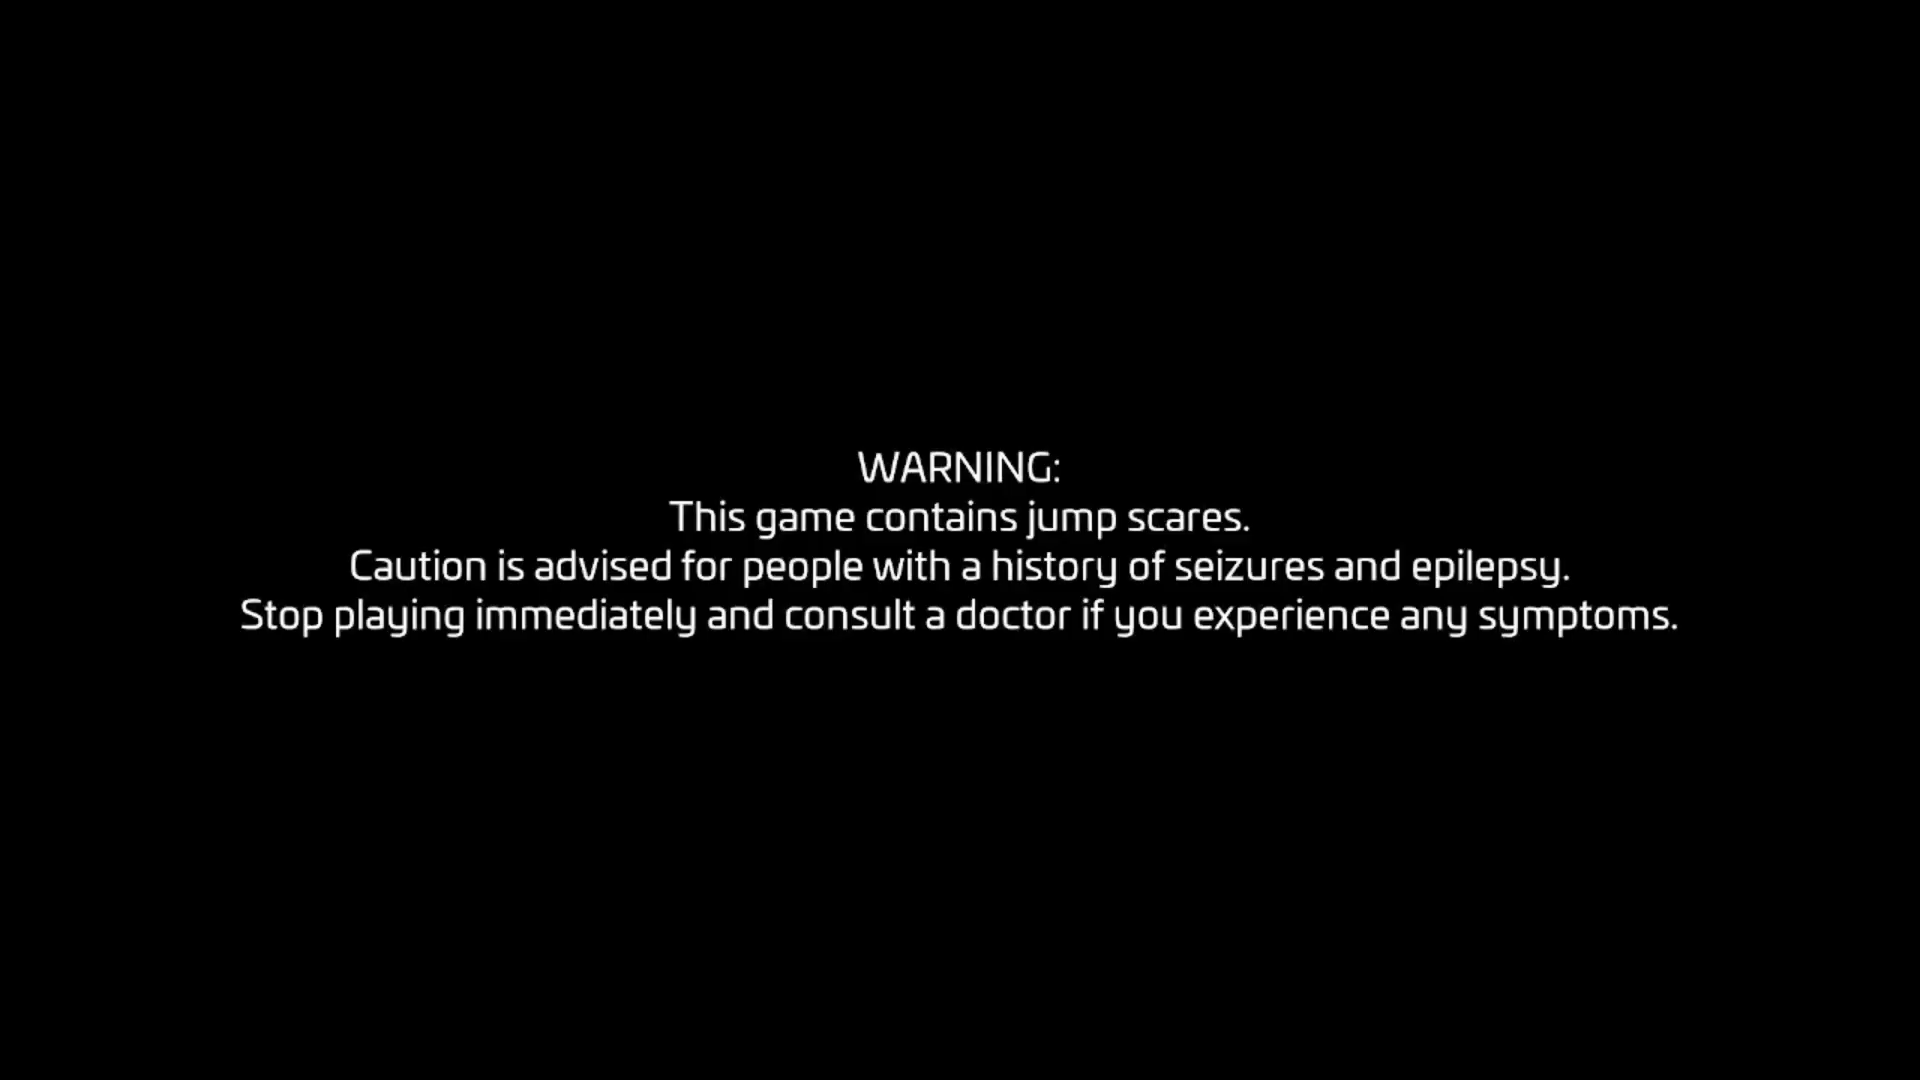 WARNING:
This game contains jump scares.
Caution is advised for people with a history of seizures and epilepsy.
Stop playing immediately and consult a doctor if you experience any symptoms.